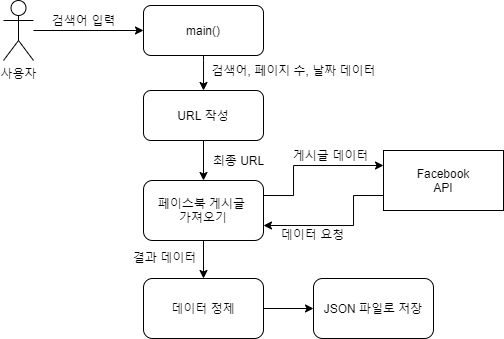 검색어 입력
main()
사용자
검색어, 페이지 수, 날짜 데이터
URL 작성
최종 URL
게시글 데이터
Facebook
API
페이스북 게시글
가져오기
데이터 요청
결과 데이터
데이터 정제
JSON 파일로 저장